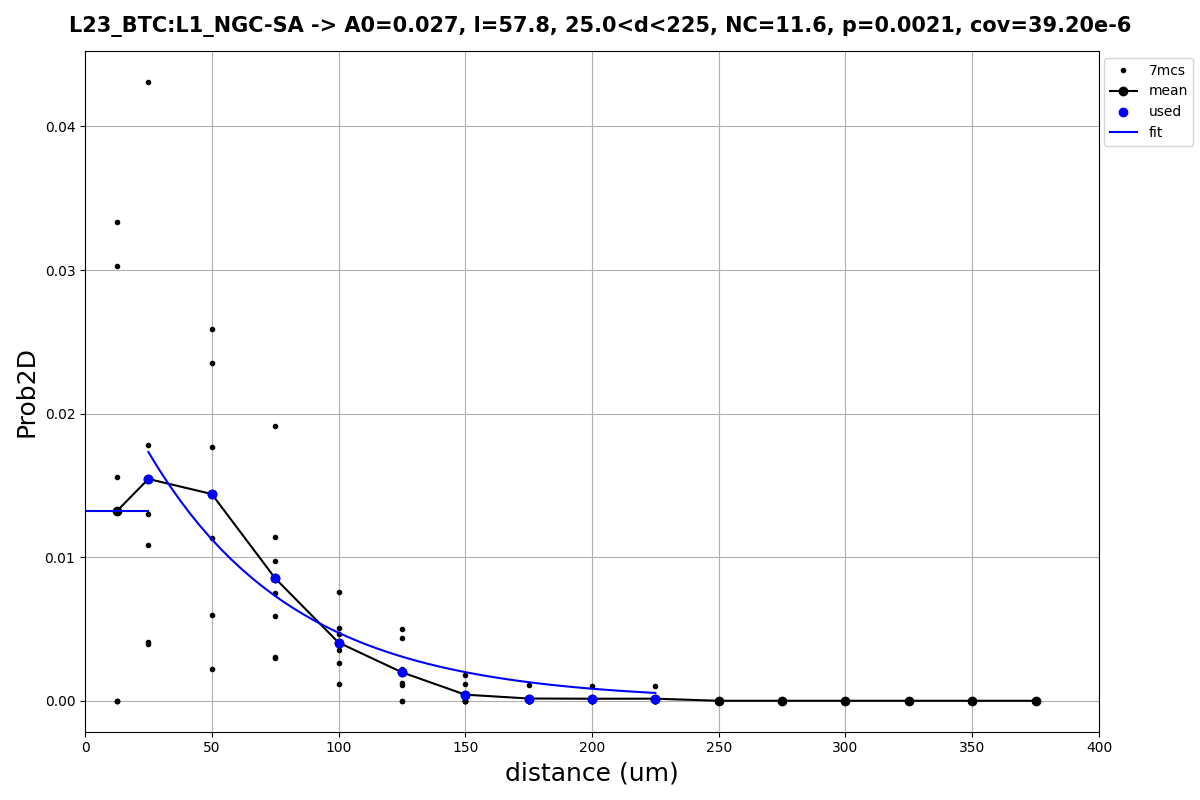 L23_BTC:L1_NGC-SA -> A0=0.027, l=57.8, 25.0<d<225, NC=11.6, p=0.0021, cov=39.20e-6
7mcs
mean
used
fit
0.04
0.03
0.02
0.01
0.00
Prob2D
0 50 100 150 200 250 300 350 400
distance (um)